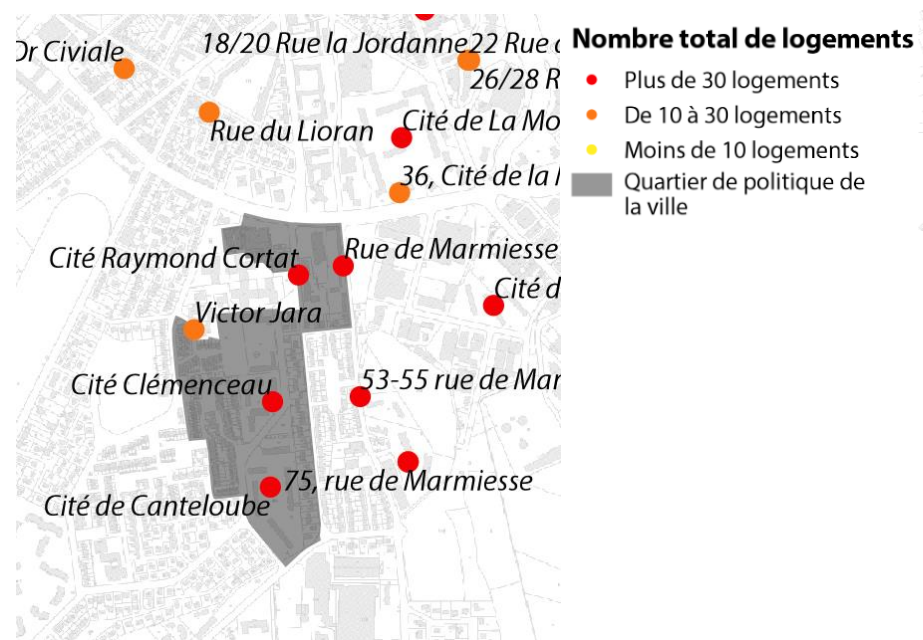 Dr Civiale
18/20 Rue la Jordanne
22 Rue
26/28 R
Rue du Lioran
Cité de La Mo
36, Cité de la
Cité Raymond Cortat
Rue de Marmiesse
Cité d
Victor Jara
Cité Clémenceau
53-55 rue de Mar
75, rue de Marmiesse
Cité de Canteloube
Nombre total de logements
Plus de 30 logements
De 10 à 30 logements
Moins de 10 logements
Quartier de politique de
la ville